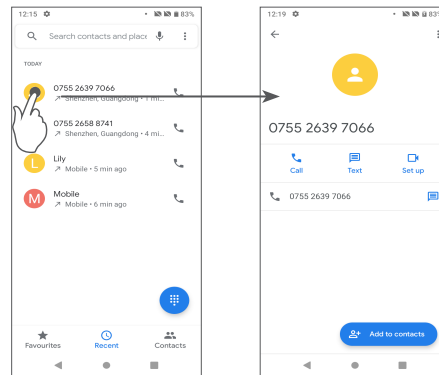 12:15 83%
Search contacts and place
TODAY
0755 2639 7066
Shenzhen, Guangdong • 1 mi...
0755 2658 8741
Shenzhen, Guangdong • 4 mi...
L
Lily
Mobile • 5 min ago
M
Mobile
Mobile • 6 min ago
Favourites Recent Contacts
12:19 83%
0755 2639 7066
Call Text Set up
0755 2639 7066
Add to contacts